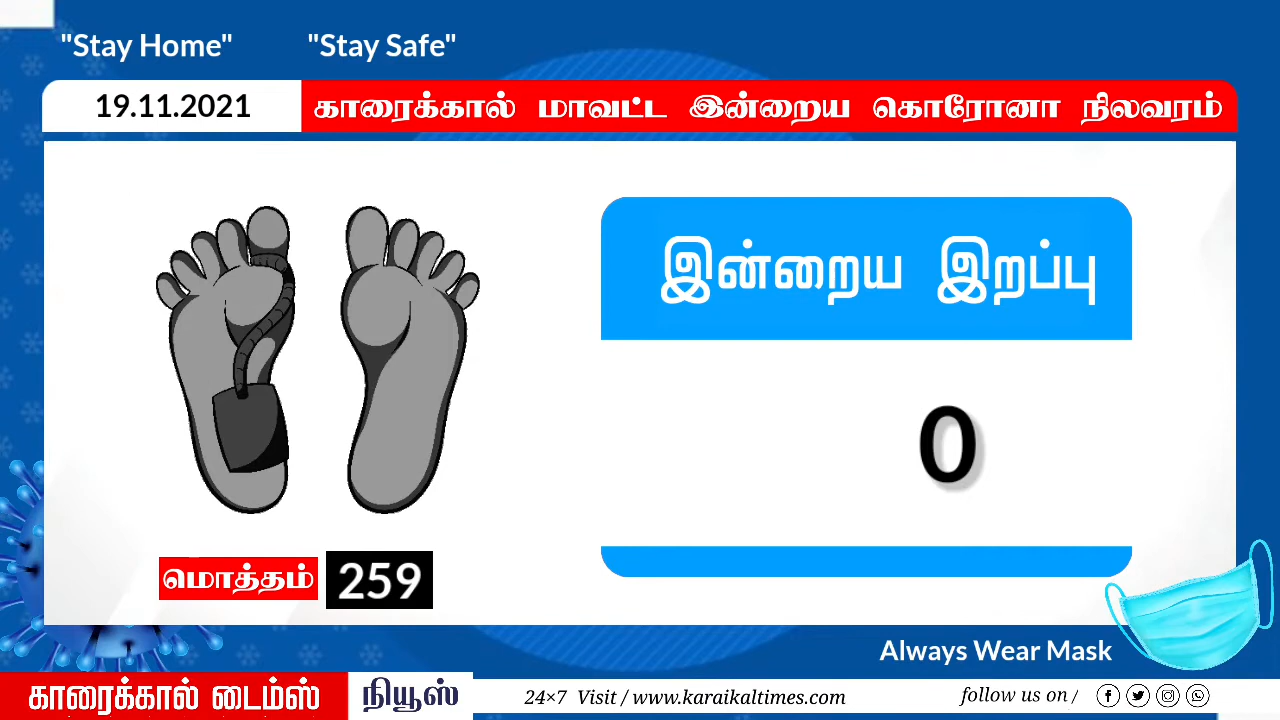 "Stay Home" "Stay Safe"
19.11.2021 காரைக்கால் மாவட்ட இன்றைய கொரோனா நிலவரம்
இன்றைய இறப்பு
0
மொத்தம் 259
Always Wear Mask
காரைக்கால் டைம்ஸ் நியூஸ் 24×7 Visit / www.karaikaltimes.com follow us on /